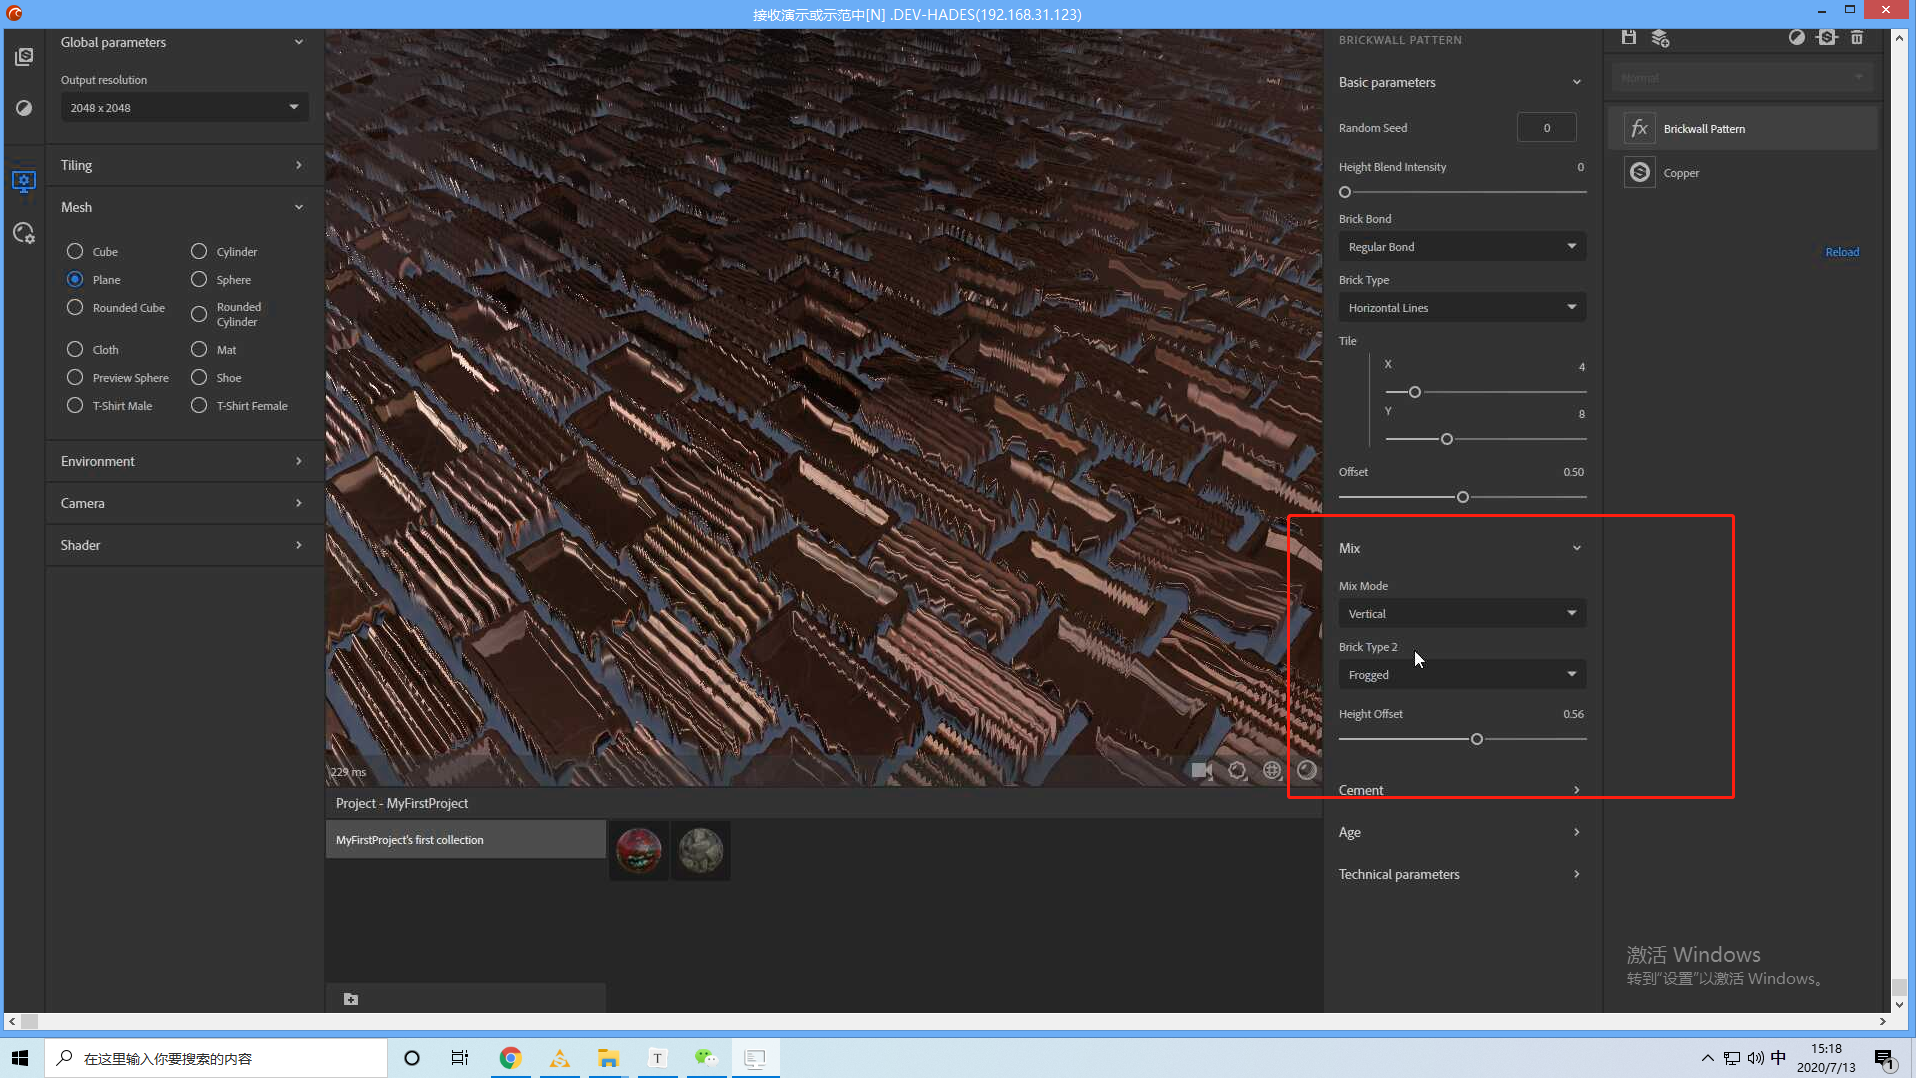 接收演示或示范中[N] .DEV-HADES(192.168.31.123)
Global parameters
Output resolution
2048 x 2048
Tiling
Mesh
Cube
Cylinder
Plane
Sphere
Rounded Cube
Rounded
Cylinder
Cloth
Mat
Preview Sphere
Shoe
T-Shirt Male
T-Shirt Female
Environment
Camera
Shader
229 ms
Project - MyFirstProject
MyFirstProject's first collection
BRICKWALL PATTERN
Basic parameters
Random Seed
0
Height Blend Intensity
0
Brick Bond
Regular Bond
Brick Type
Horizontal Lines
Tile
X
4
Y
8
Offset
0.50
Mix
Mix Mode
Vertical
Brick Type 2
Frogged
Height Offset
0.56
Cement
Age
Technical parameters
Normal
fx
Brickwall Pattern
Copper
Reload
激活 Windows
转到“设置”以激活 Windows。
在这里输入你要搜索的内容
T
中
15:18
2020/7/13
1